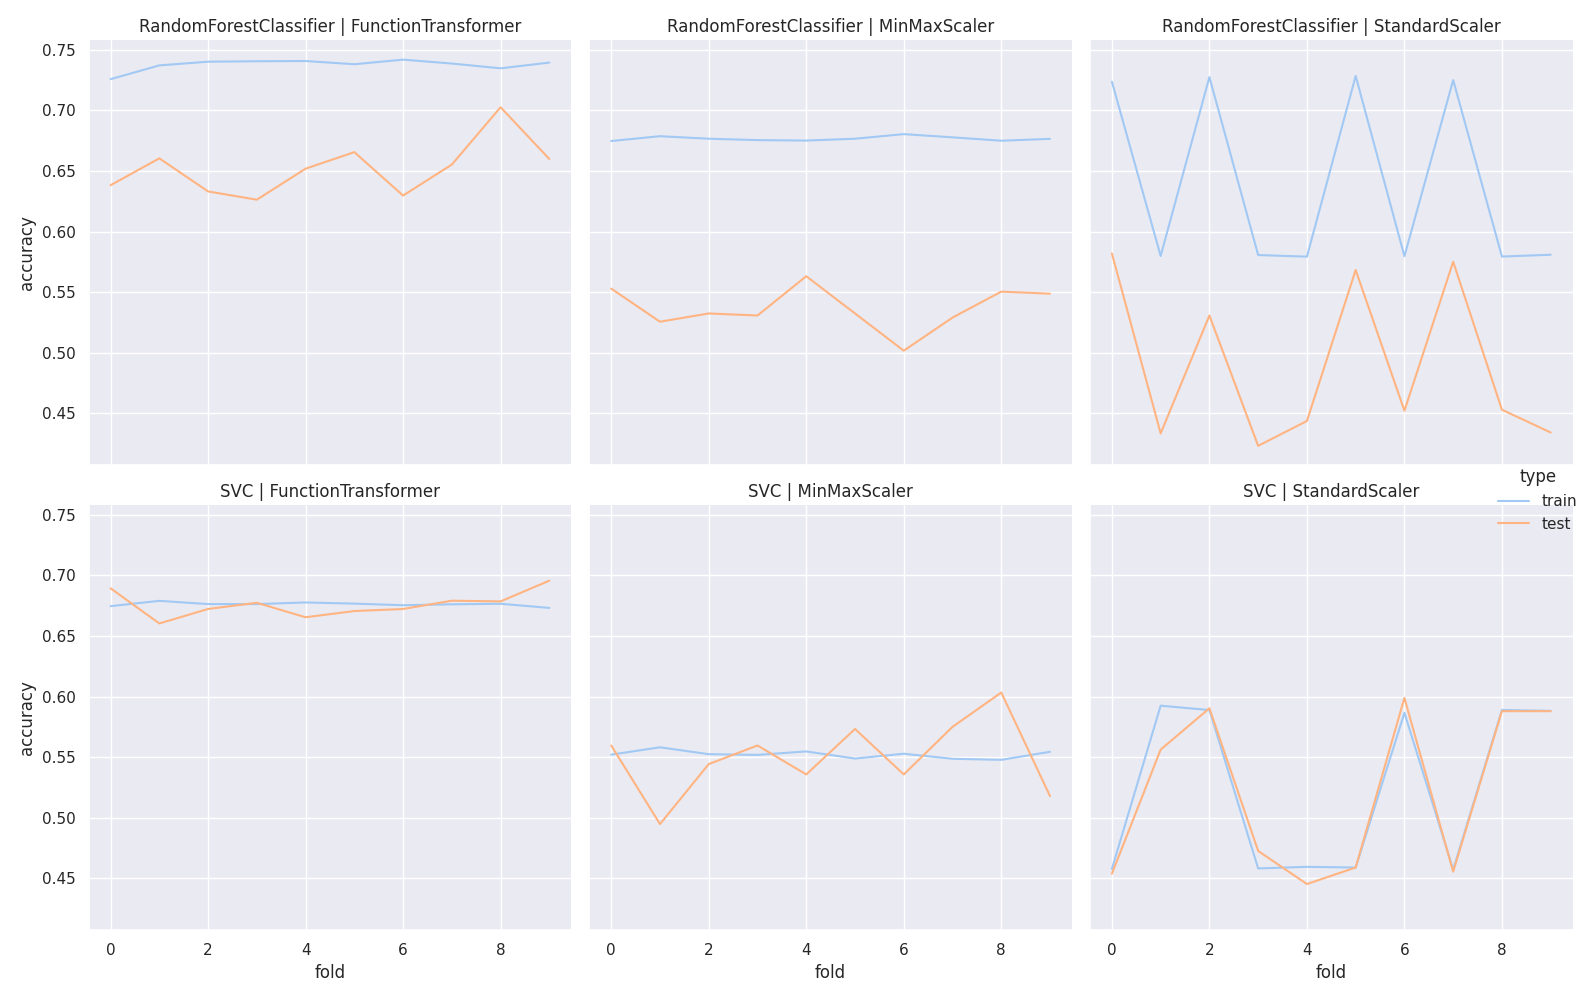 RandomForestClassifier | FunctionTransformer
RandomForestClassifier | MinMaxScaler
RandomForestClassifier | StandardScaler
0.75
0.70
0.65
0.60
0.55
0.50
0.45
accuracy
type
train
test
SVC | FunctionTransformer
SVC | MinMaxScaler
SVC | StandardScaler
0.75
0.70
0.65
0.60
0.55
0.50
0.45
accuracy
0 2 4 6 8
0 2 4 6 8
0 2 4 6 8
fold
fold
fold